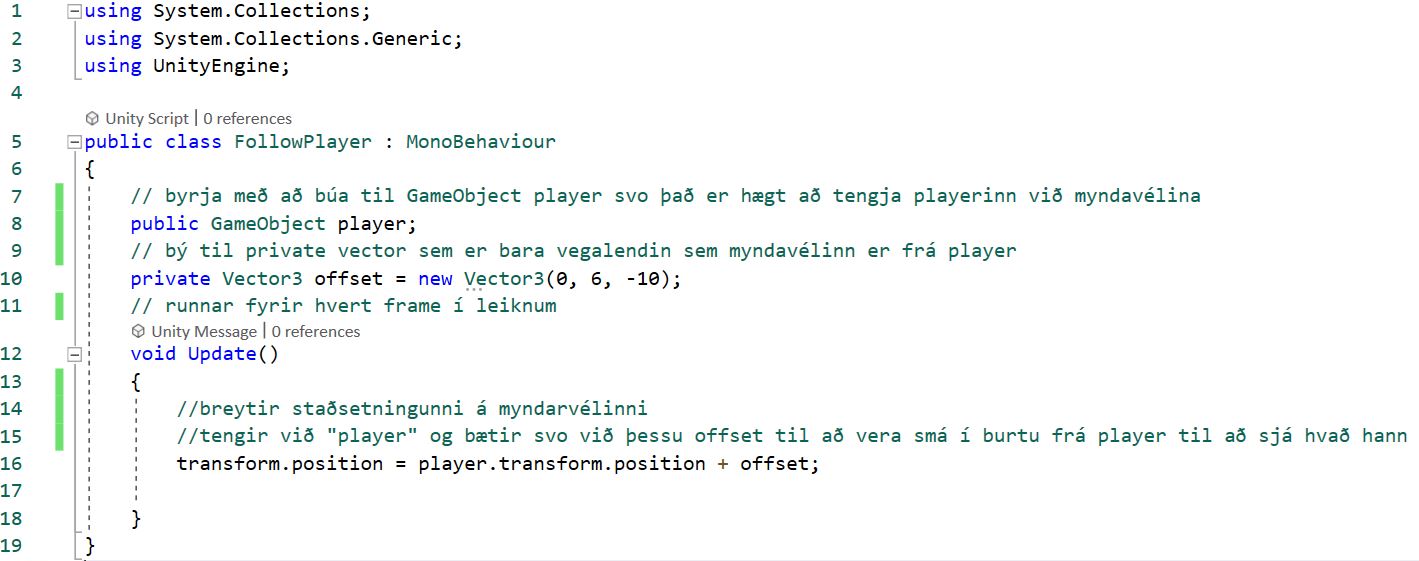 1 using System.Collections;
2 using System.Collections.Generic;
3 using UnityEngine;
4
Unity Script | 0 references
5 public class FollowPlayer : MonoBehaviour
6 {
7 // byrja með að búa til GameObject player svo það er hægt að tengja playerinn við myndavélina
8 public GameObject player;
9 // bý til private vector sem er bara vegalendin sem myndavélinn er frá player
10 private Vector3 offset = new Vector3(0, 6, -10);
11 // runnar fyrir hvert frame í leiknum
Unity Message | 0 references
12 void Update()
13 {
14 //breytir staðsetningunni á myndarvélinni
15 //tengir við "player" og bætir svo við þessu offset til að vera smá í burtu frá player til að sjá hvað hann
16 transform.position = player.transform.position + offset;
17
18 }
19 }